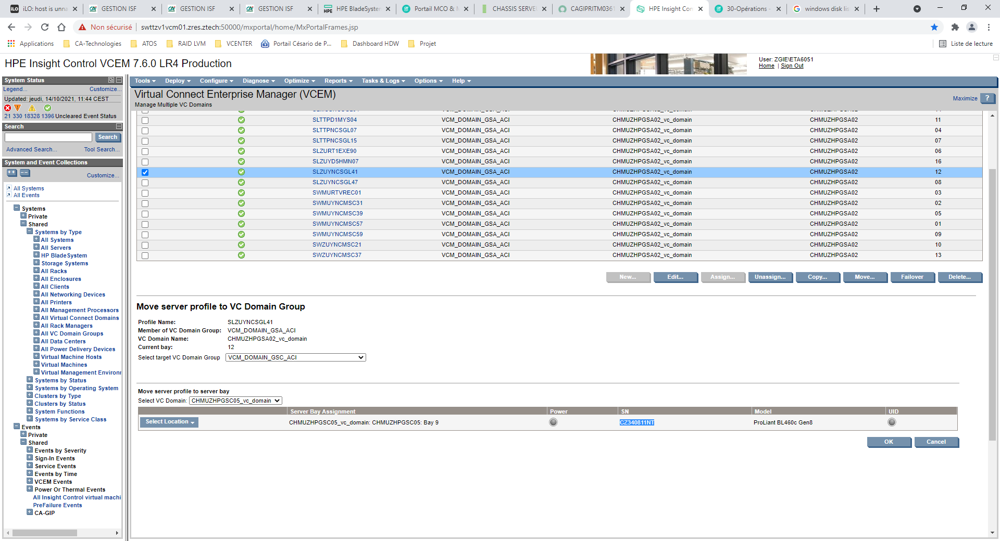 iLO: host is unna
GESTION ISF
GESTION ISF
GESTION ISF
HPE BladeSystem
Portail MCO &
CHASSIS SERVE
CAGIPRITM0361
HPE Insight Con
30-Opérations -
windows disk lis
Non sécurisé
swttzv1vcm01.zres.ztech:50000/mxportal/home/MxPortalFrames.jsp
Applications
CA-Technologies
ATOS
RAID LVM
VCENTER
Portail Césario de P...
Dashboard HDW
Projet
Liste de lecture
HPE Insight Control VCEM 7.6.0 LR4 Production
User: ZGIE\ETA6051
Home | Sign Out
System Status
Legend...
Customize...
Updated: jeudi, 14/10/2021, 11:44 CEST
21 330 18328 1396 Uncleared Event Status
Search
Search
Advanced Search...
Tool Search...
System and Event Collections
Customize...
All Systems
All Events
Systems
Private
Shared
Systems by Type
All Systems
All Servers
HP BladeSystem
Storage Systems
All Racks
All Enclosures
All Clients
All Networking Devices
All Printers
All Management Processors
All Virtual Connect Domains
All Rack Managers
All VC Domain Groups
All Data Centers
All Power Delivery Devices
Virtual Machine Hosts
Virtual Machines
Virtual Management Environr
Systems by Status
Systems by Operating System
Clusters by Type
Clusters by Status
System Functions
Systems by Service Class
Events
Private
Shared
Events by Severity
Sign-In Events
Service Events
Events by Time
VCEM Events
Power Or Thermal Events
All Insight Control virtual machi
PreFailure Events
CA-GIP
Tools Deploy Configure Diagnose Optimize Reports Tasks & Logs Options Help
Virtual Connect Enterprise Manager (VCEM)
Manage Multiple VC Domains
Maximize ?
SLTTPD1MYS04 VCM_DOMAIN_GSA_ACI CHMUZHPGSA02_vc_domain CHMUZHPGSA02 11
SLTTPNCSGL07 VCM_DOMAIN_GSA_ACI CHMUZHPGSA02_vc_domain CHMUZHPGSA02 04
SLTTPNCSGL15 VCM_DOMAIN_GSA_ACI CHMUZHPGSA02_vc_domain CHMUZHPGSA02 07
SLZURT1EXE90 VCM_DOMAIN_GSA_ACI CHMUZHPGSA02_vc_domain CHMUZHPGSA02 06
SLZUYD5HMN07 VCM_DOMAIN_GSA_ACI CHMUZHPGSA02_vc_domain CHMUZHPGSA02 16
SLZUYNCSGL41 VCM_DOMAIN_GSA_ACI CHMUZHPGSA02_vc_domain CHMUZHPGSA02 12
SLZUYNCSGL47 VCM_DOMAIN_GSA_ACI CHMUZHPGSA02_vc_domain CHMUZHPGSA02 08
SWMURTVREC01 VCM_DOMAIN_GSA_ACI CHMUZHPGSA02_vc_domain CHMUZHPGSA02 03
SWMUYNCMSC31 VCM_DOMAIN_GSA_ACI CHMUZHPGSA02_vc_domain CHMUZHPGSA02 02
SWMUYNCMSC39 VCM_DOMAIN_GSA_ACI CHMUZHPGSA02_vc_domain CHMUZHPGSA02 05
SWMUYNCMSC57 VCM_DOMAIN_GSA_ACI CHMUZHPGSA02_vc_domain CHMUZHPGSA02 01
SWMUYNCMSC59 VCM_DOMAIN_GSA_ACI CHMUZHPGSA02_vc_domain CHMUZHPGSA02 09
SWZUYNCMSC21 VCM_DOMAIN_GSA_ACI CHMUZHPGSA02_vc_domain CHMUZHPGSA02 10
SWZUYNCMSC37 VCM_DOMAIN_GSA_ACI CHMUZHPGSA02_vc_domain CHMUZHPGSA02 13
New... Edit... Assign... Unassign... Copy... Move... Failover Delete...
Move server profile to VC Domain Group
Profile Name: SLZUYNCSGL41
Member of VC Domain Group: VCM_DOMAIN_GSA_ACI
VC Domain Name: CHMUZHPGSA02_vc_domain
Current bay: 12
Select target VC Domain Group VCM_DOMAIN_GSC_ACI
Move server profile to server bay
Select VC Domain: CHMUZHPGSC05_vc_domain
Server Bay Assignment Power SN Model UID
Select Location CHMUZHPGSC05_vc_domain: CHMUZHPGSC05: Bay 9 CZ340811NT ProLiant BL460c Gen8
OK Cancel